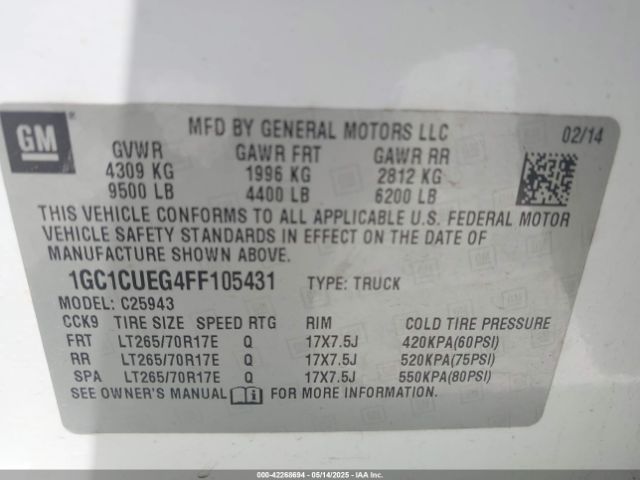 GM
MFD BY GENERAL MOTORS LLC 02/14
GVWR GAWR FRT GAWR RR
4309 KG 1996 KG 2812 KG
9500 LB 4400 LB 6200 LB
THIS VEHICLE CONFORMS TO ALL APPLICABLE U.S. FEDERAL MOTOR
VEHICLE SAFETY STANDARDS IN EFFECT ON THE DATE OF
MANUFACTURE SHOWN ABOVE.
1GC1CUEG4FF105431 TYPE: TRUCK
MODEL: C25943
CCK9 TIRE SIZE SPEED RTG RIM COLD TIRE PRESSURE
FRT LT265/70R17E Q 17X7.5J 420KPA(60PSI)
RR LT265/70R17E Q 17X7.5J 520KPA(75PSI)
SPA LT265/70R17E Q 17X7.5J 550KPA(80PSI)
SEE OWNER'S MANUAL FOR MORE INFORMATION.
000-42268694 05/14/2025 IAA, Inc.